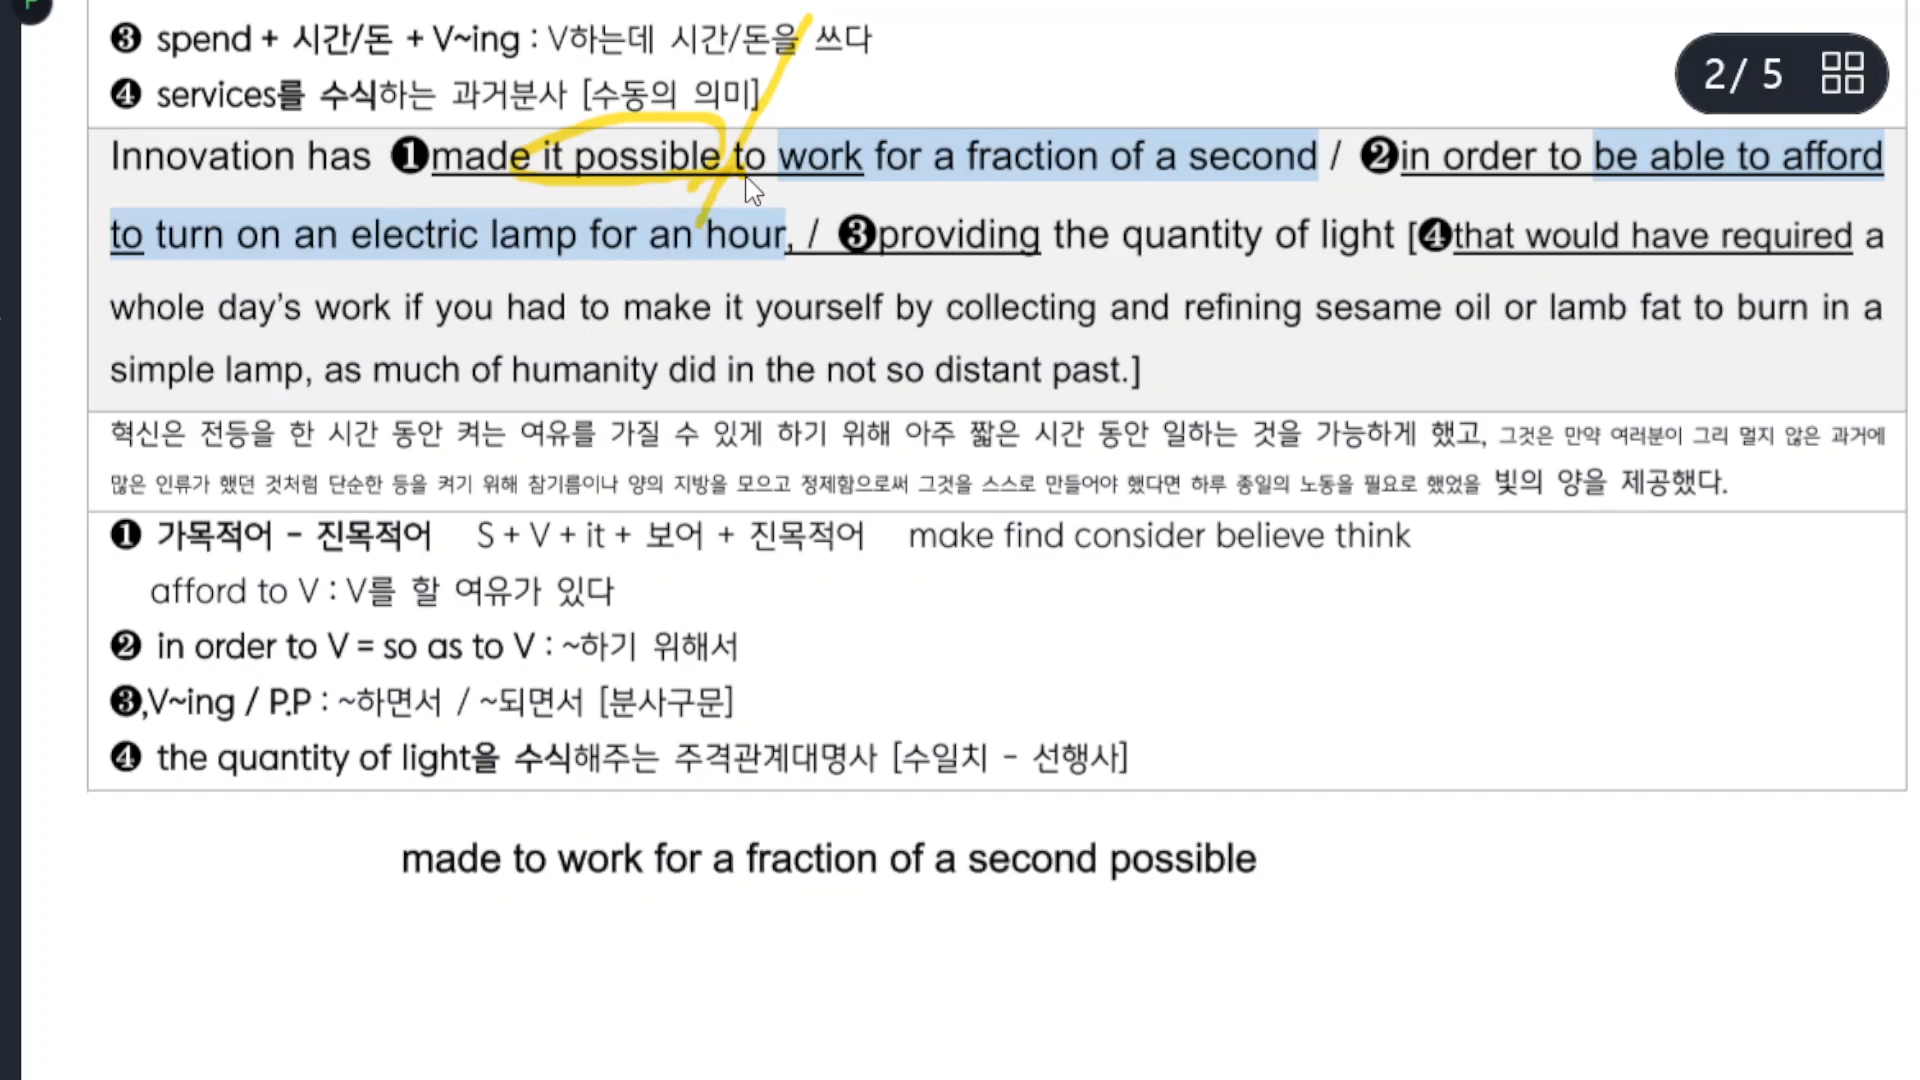 ❸ spend + 시간/돈 + V~ing : V하는데 시간/돈을 쓰다
❹ services를 수식하는 과거분사 [수동의 의미]
2/ 5
Innovation has ❶made it possible to work for a fraction of a second / ❷in order to be able to afford
to turn on an electric lamp for an hour, / ❸providing the quantity of light [❹that would have required a
whole day’s work if you had to make it yourself by collecting and refining sesame oil or lamb fat to burn in a
simple lamp, as much of humanity did in the not so distant past.]
혁신은 전등을 한 시간 동안 켜는 여유를 가질 수 있게 하기 위해 아주 짧은 시간 동안 일하는 것을 가능하게 했고, 그것은 만약 여러분이 그리 멀지 않은 과거에
많은 인류가 했던 것처럼 단순한 등을 켜기 위해 참기름이나 양의 지방을 모으고 정제함으로써 그것을 스스로 만들어야 했다면 하루 종일의 노동을 필요로 했었을 빛의 양을 제공했다.
❶ 가목적어 - 진목적어 S + V + it + 보어 + 진목적어 make find consider believe think
afford to V : V를 할 여유가 있다
❷ in order to V = so as to V : ~하기 위해서
❸,V~ing / P.P : ~하면서 / ~되면서 [분사구문]
❹ the quantity of light을 수식해주는 주격관계대명사 [수일치 - 선행사]
made to work for a fraction of a second possible